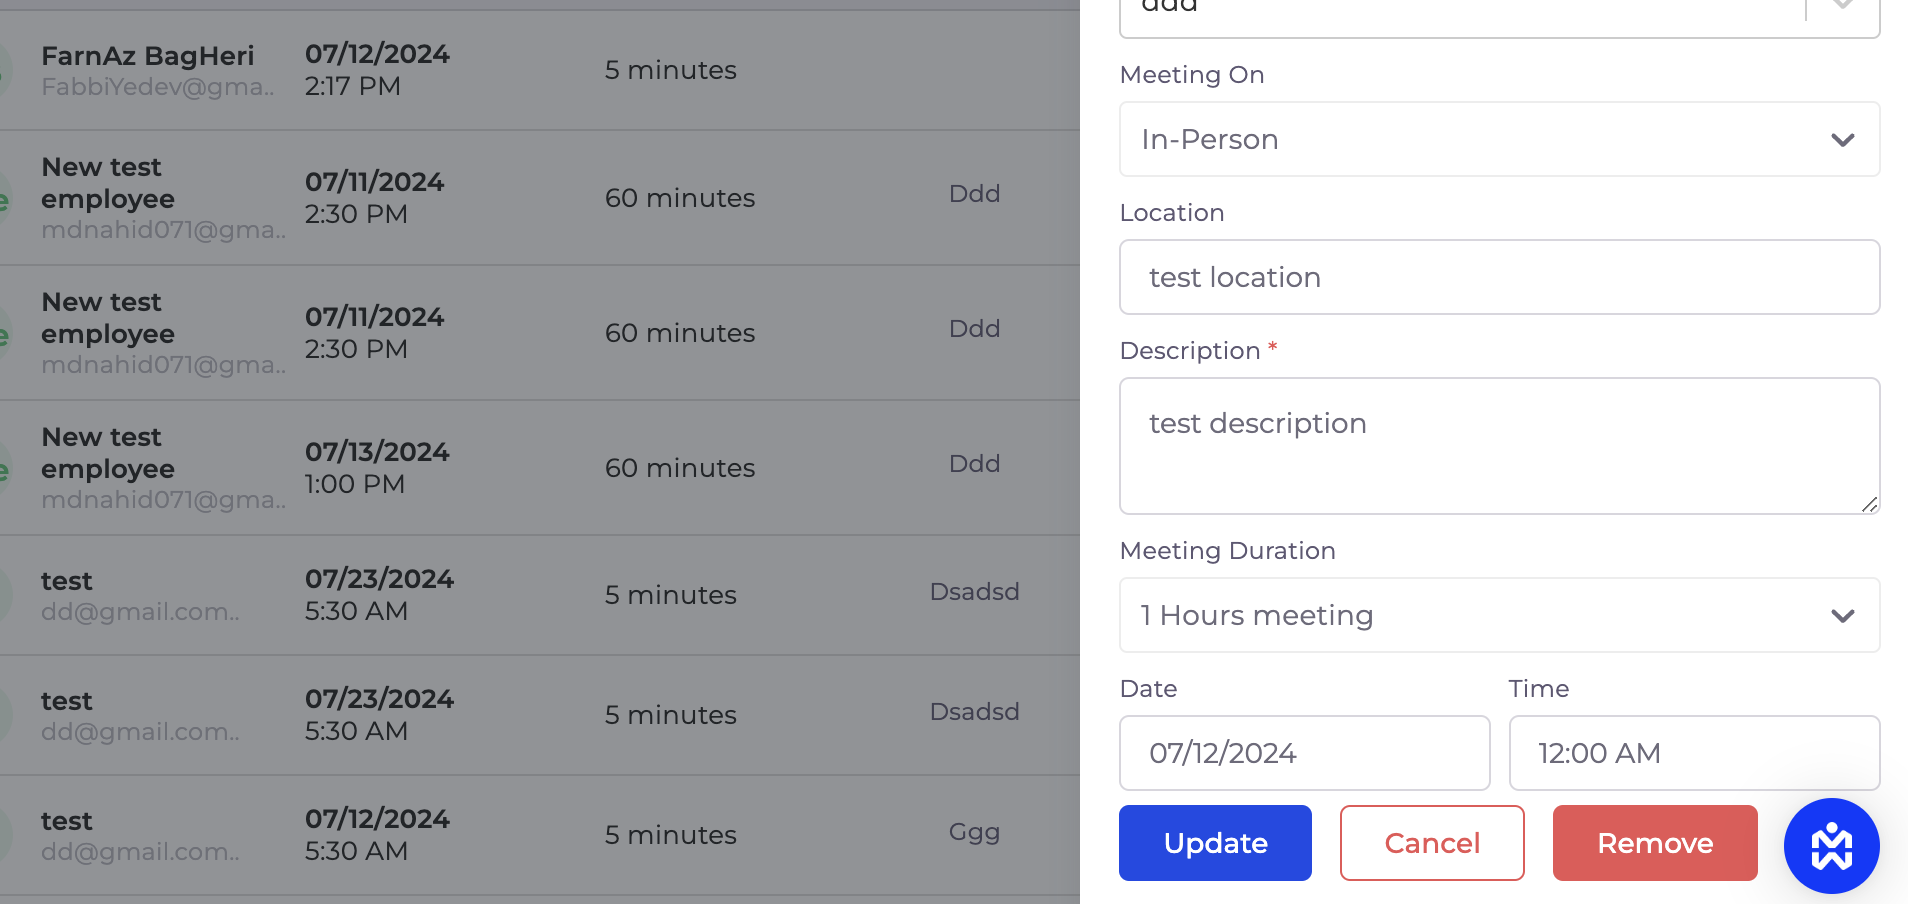 FarnAz BagHeri
FabbiYedev@gma..
07/12/2024
2:17 PM
5 minutes
New test
employee
mdnahid071@gma..
07/11/2024
2:30 PM
60 minutes
Ddd
New test
employee
mdnahid071@gma..
07/11/2024
2:30 PM
60 minutes
Ddd
New test
employee
mdnahid071@gma..
07/13/2024
1:00 PM
60 minutes
Ddd
test
dd@gmail.com..
07/23/2024
5:30 AM
5 minutes
Dsadsd
test
dd@gmail.com..
07/23/2024
5:30 AM
5 minutes
Dsadsd
test
dd@gmail.com..
07/12/2024
5:30 AM
5 minutes
Ggg
ddd
Meeting On
In-Person
Location
test location
Description *
test description
Meeting Duration
1 Hours meeting
Date
Time
07/12/2024
12:00 AM
Update
Cancel
Remove